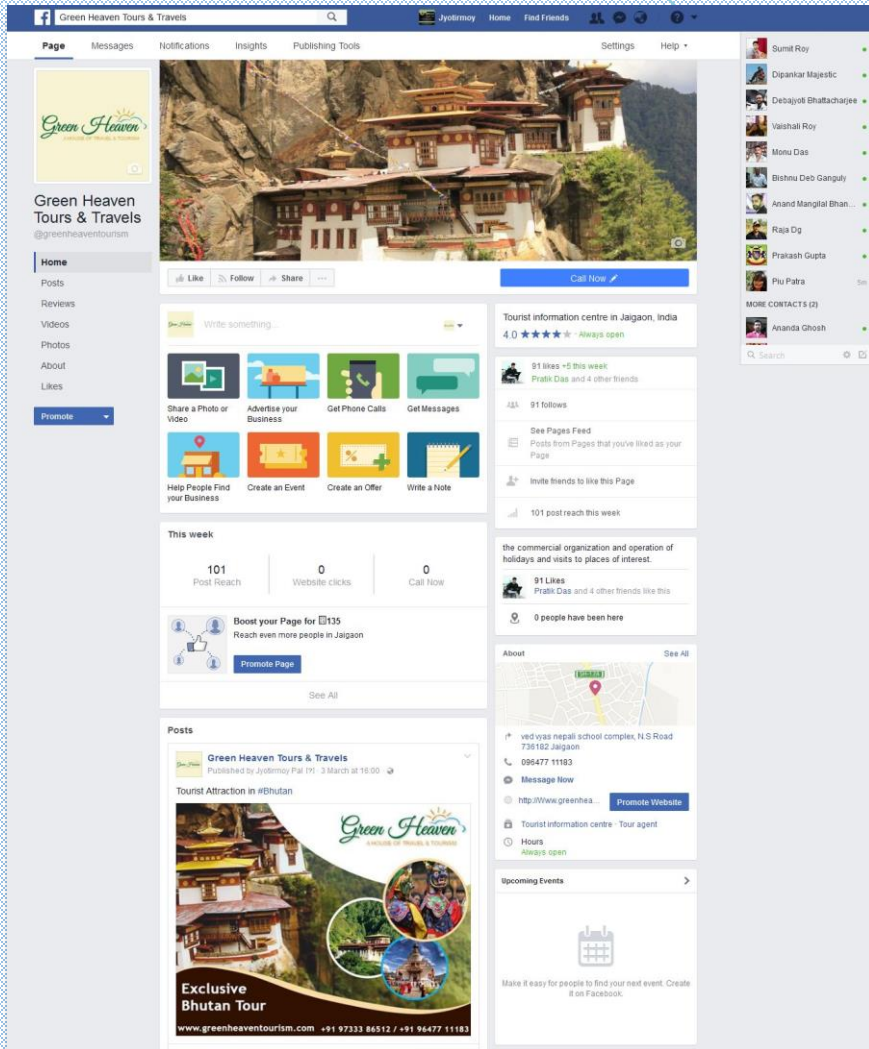 Green Heaven Tours & Travels
Jyotirmoy Home Find Friends
Page Messages Notifications Insights Publishing Tools Settings Help
Green Heaven
A HOUSE OF TRAVEL & TOURISM
Green Heaven
Tours & Travels
@greenheaventourism
Home
Posts
Reviews
Videos
Photos
About
Likes
Promote
Like Follow Share ...
Call Now
Write something...
Share a Photo or
Video
Advertise your
Business
Get Phone Calls
Get Messages
Help People Find
your Business
Create an Event
Create an Offer
Write a Note
This week
101
Post Reach
0
Website clicks
0
Call Now
Boost your Page for 135
Reach even more people in Jaigaon
Promote Page
See All
Posts
Green Heaven Tours & Travels
Published by Jyotirmoy Pal [?] · 3 March at 16:00 ·
Tourist Attraction in #Bhutan
Green Heaven
A HOUSE OF TRAVEL & TOURISM
Exclusive
Bhutan Tour
www.greenheaventourism.com +91 97333 86512 / +91 96477 11183
Tourist information centre in Jaigaon, India
4.0 ★★★★★ · Always open
91 likes +5 this week
Pratik Das and 4 other friends
91 follows
See Pages Feed
Posts from Pages that you've liked as your
Page
Invite friends to like this Page
101 post reach this week
the commercial organization and operation of
holidays and visits to places of interest.
91 Likes
Pratik Das and 4 other friends like this
0 people have been here
About See All
ved vyas nepali school complex, N.S Road
736182 Jaigaon
096477 11183
Message Now
http://Www.greenhea...
Promote Website
Tourist information centre · Tour agent
Hours
Always open
Upcoming Events
Make it easy for people to find your next event. Create
it on Facebook.
Sumit Roy
Dipankar Majestic
Debajyoti Bhattacharjee
Vaishali Roy
Monu Das
Bishnu Deb Ganguly
Anand Mangilal Bhan...
Raja Dg
Prakash Gupta
Piu Patra 5m
MORE CONTACTS (2)
Ananda Ghosh
Search